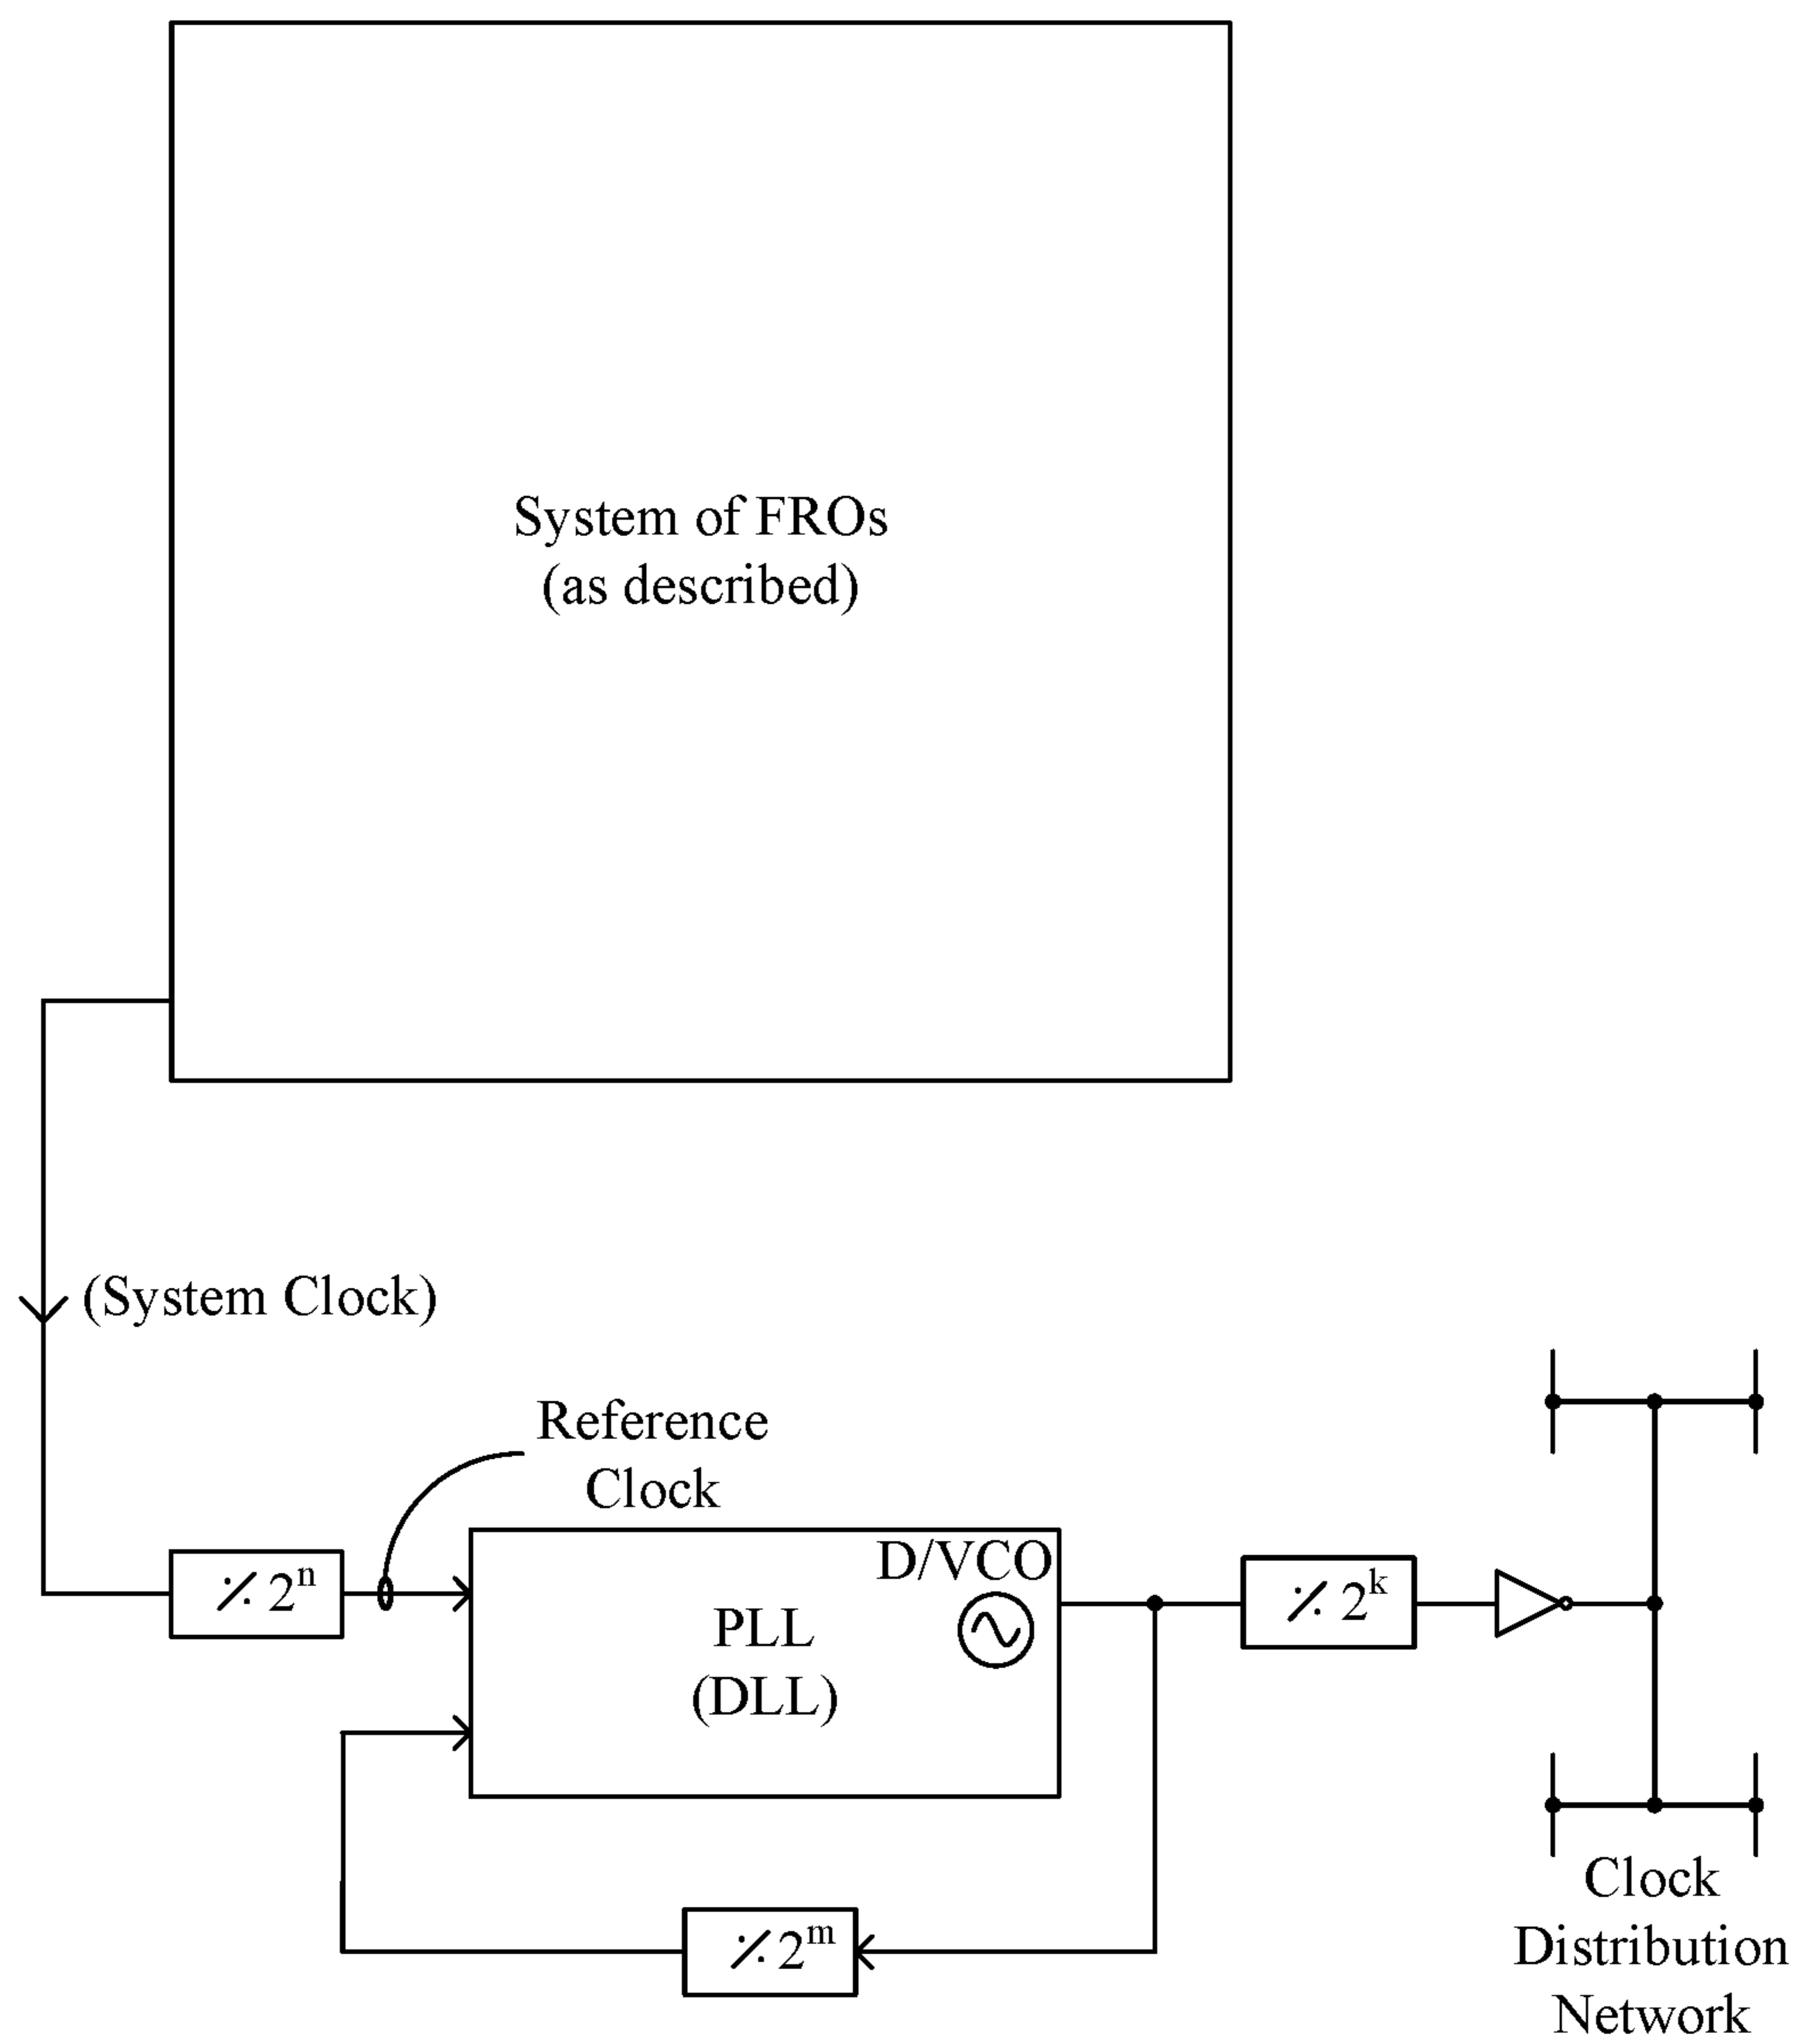 System of FROs
(as described)
(System Clock)
Reference
Clock
D/VCO
⁒ 2ⁿ
PLL
(DLL)
⁒ 2ᵏ
⁒ 2ᵐ
Clock
Distribution
Network